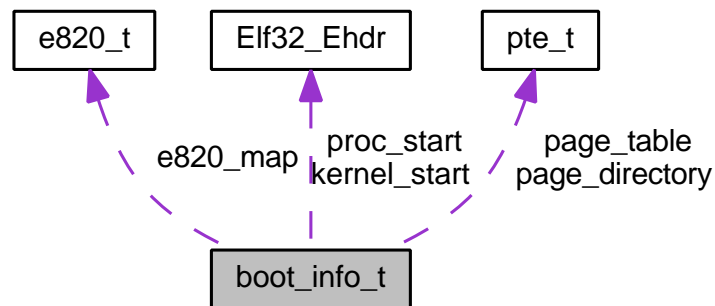 e820_t
Elf32_Ehdr
pte_t
e820_map
proc_start
kernel_start
page_table
page_directory
boot_info_t